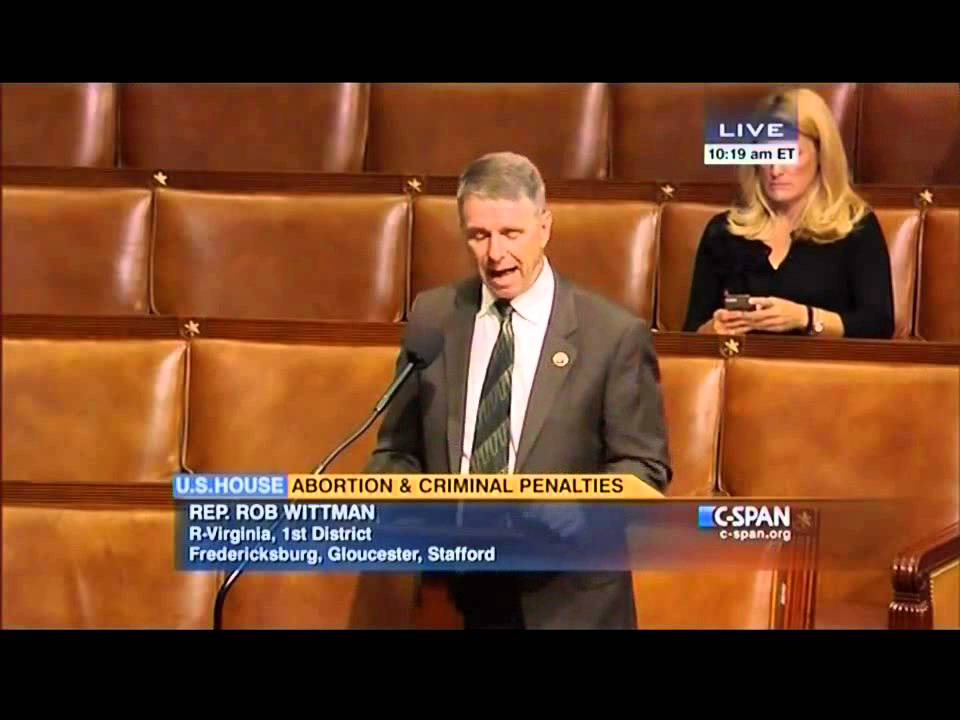 LIVE
10:19 am ET
U.S.HOUSE ABORTION & CRIMINAL PENALTIES
REP. ROB WITTMAN
R-Virginia, 1st District
Fredericksburg, Gloucester, Stafford
C-SPAN
c-span.org